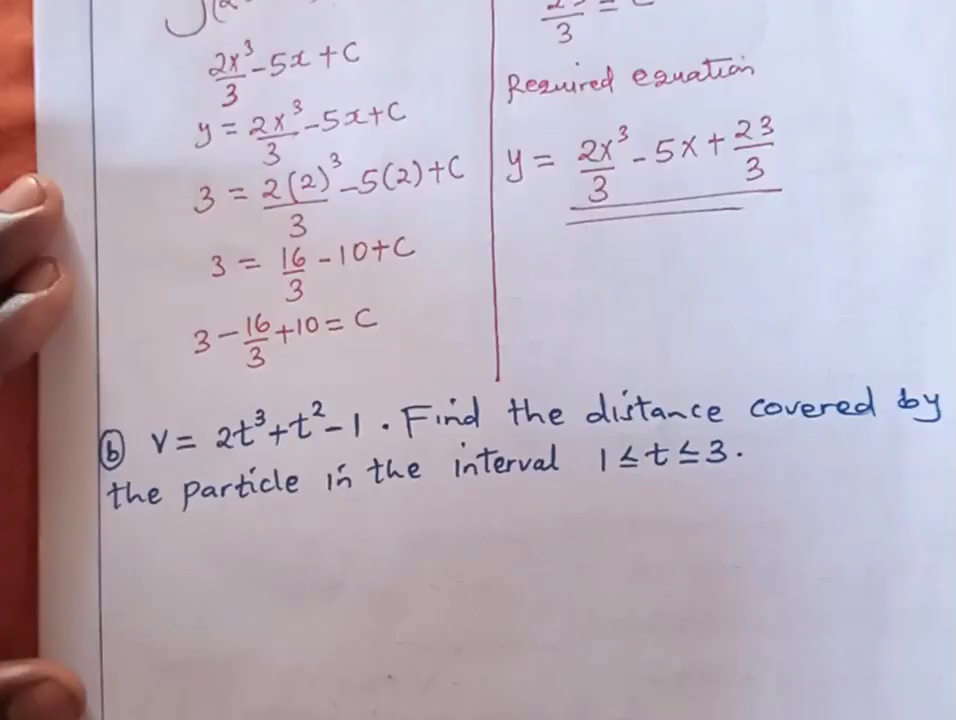 2x³/3 - 5x + C
y = 2x³/3 - 5x + C
3 = 2(2)³/3 - 5(2) + C
3 = 16/3 - 10 + C
3 - 16/3 + 10 = C
Required equation
y = 2x³/3 - 5x + 23/3
(b) v = 2t³ + t² - 1 . Find the distance covered by
the particle in the interval 1 ≤ t ≤ 3 .